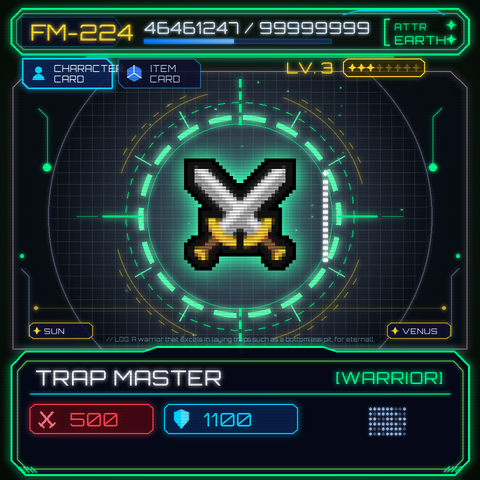 FM-224
46461247 / 99999999
ATTR
EARTH
CHARACTER
CARD
ITEM
CARD
LV. 3
SUN
VENUS
// LOG: A warrior that excels in laying traps such as a bottomless pit for eternall
TRAP MASTER
[WARRIOR]
500
1100